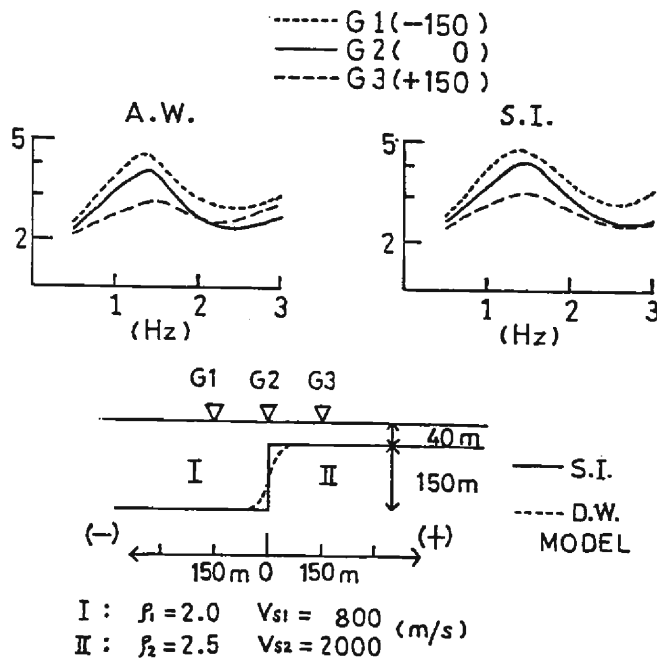 G1(-150)
G2( 0)
G3(+150)
A.W.
S.I.
5
2
1 2 3
(Hz)
5
2
1 2 3
(Hz)
G1 G2 G3
40m
I II
150m
S.I.
D.W.
MODEL
(-) (+)
150m 0 150m
I : ρ₁=2.0 Vs1 = 800 (m/s)
II : ρ₂=2.5 Vs2 = 2000